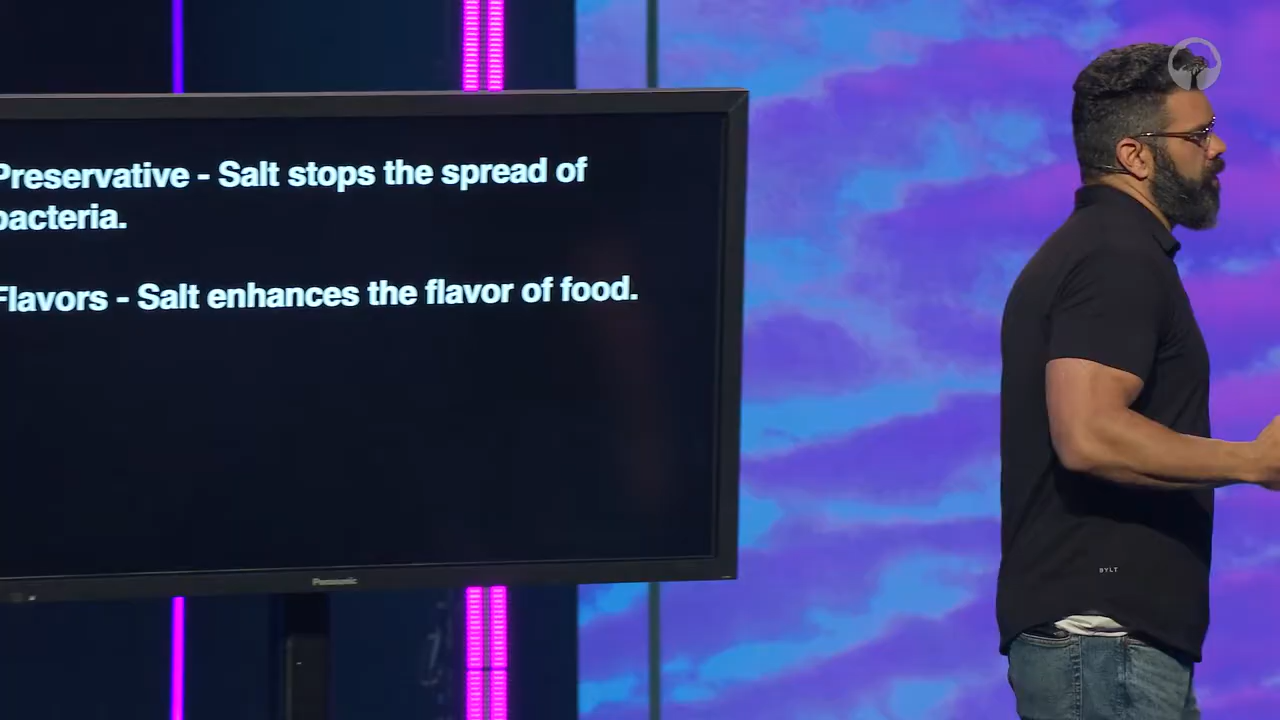 Preservative - Salt stops the spread of
bacteria.
Flavors - Salt enhances the flavor of food.
Panasonic
BYLT